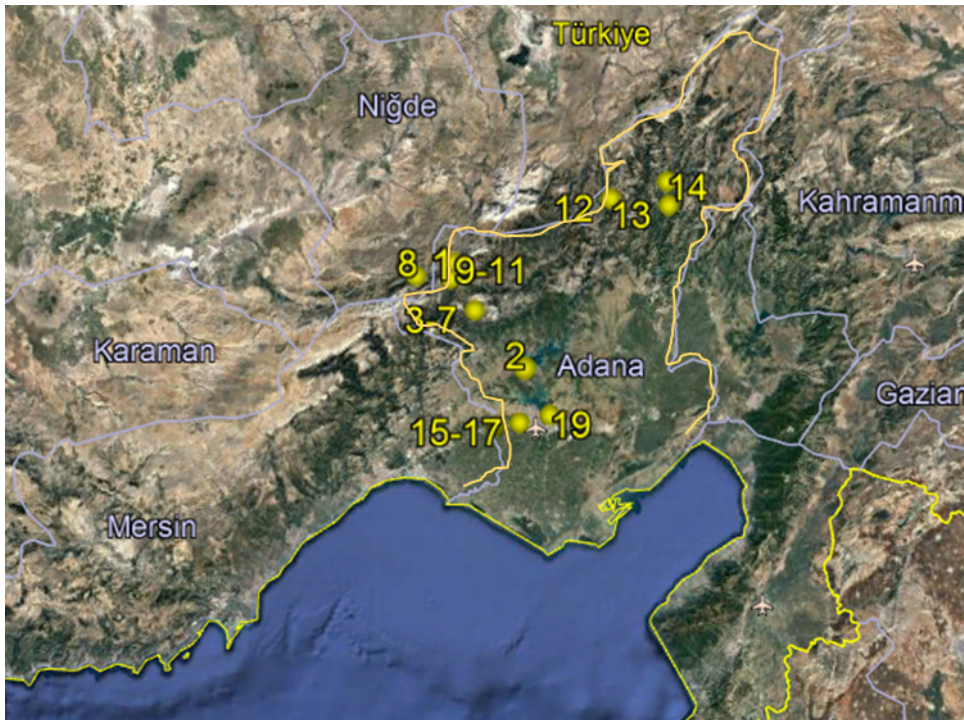 Türkiye
Niğde
14
12
13
Kahramanm
8
1
9-11
3-7
Karaman
2
Adana
Gazian
15-17
19
Mersin